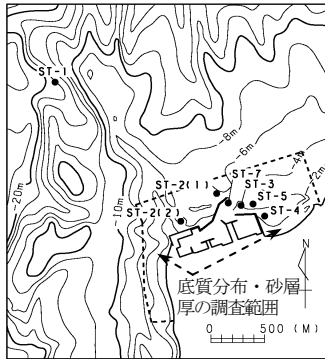 ST-1
-8m
-6m
-4m
-2m
ST-7
ST-2(1)
ST-3
ST-5
ST-2(2)
ST-4
-20m
-10m
底質分布・砂層
厚の調査範囲
N
0 500 (M)